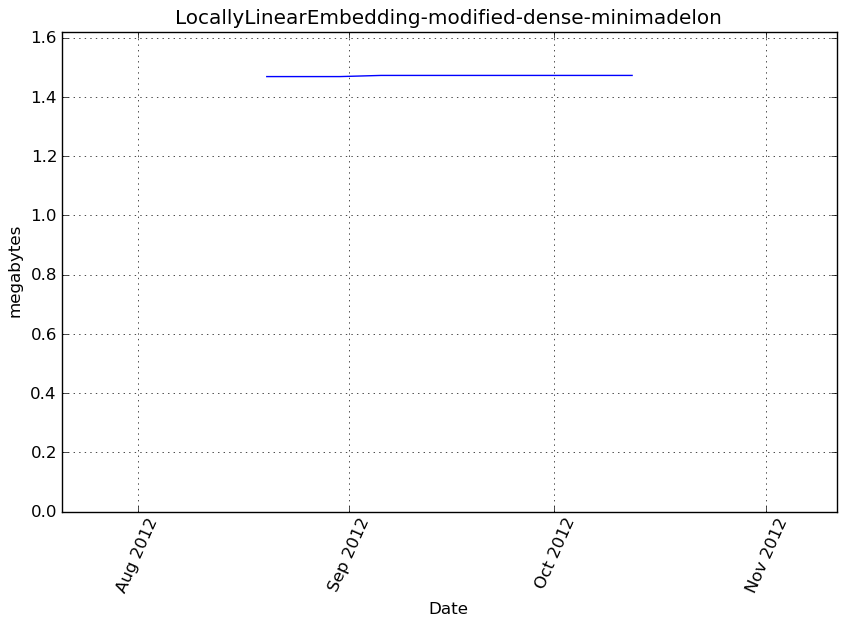 LocallyLinearEmbedding-modified-dense-minimadelon
1.6
1.4
1.2
1.0
0.8
0.6
0.4
0.2
0.0
megabytes
Aug 2012
Sep 2012
Oct 2012
Nov 2012
Date